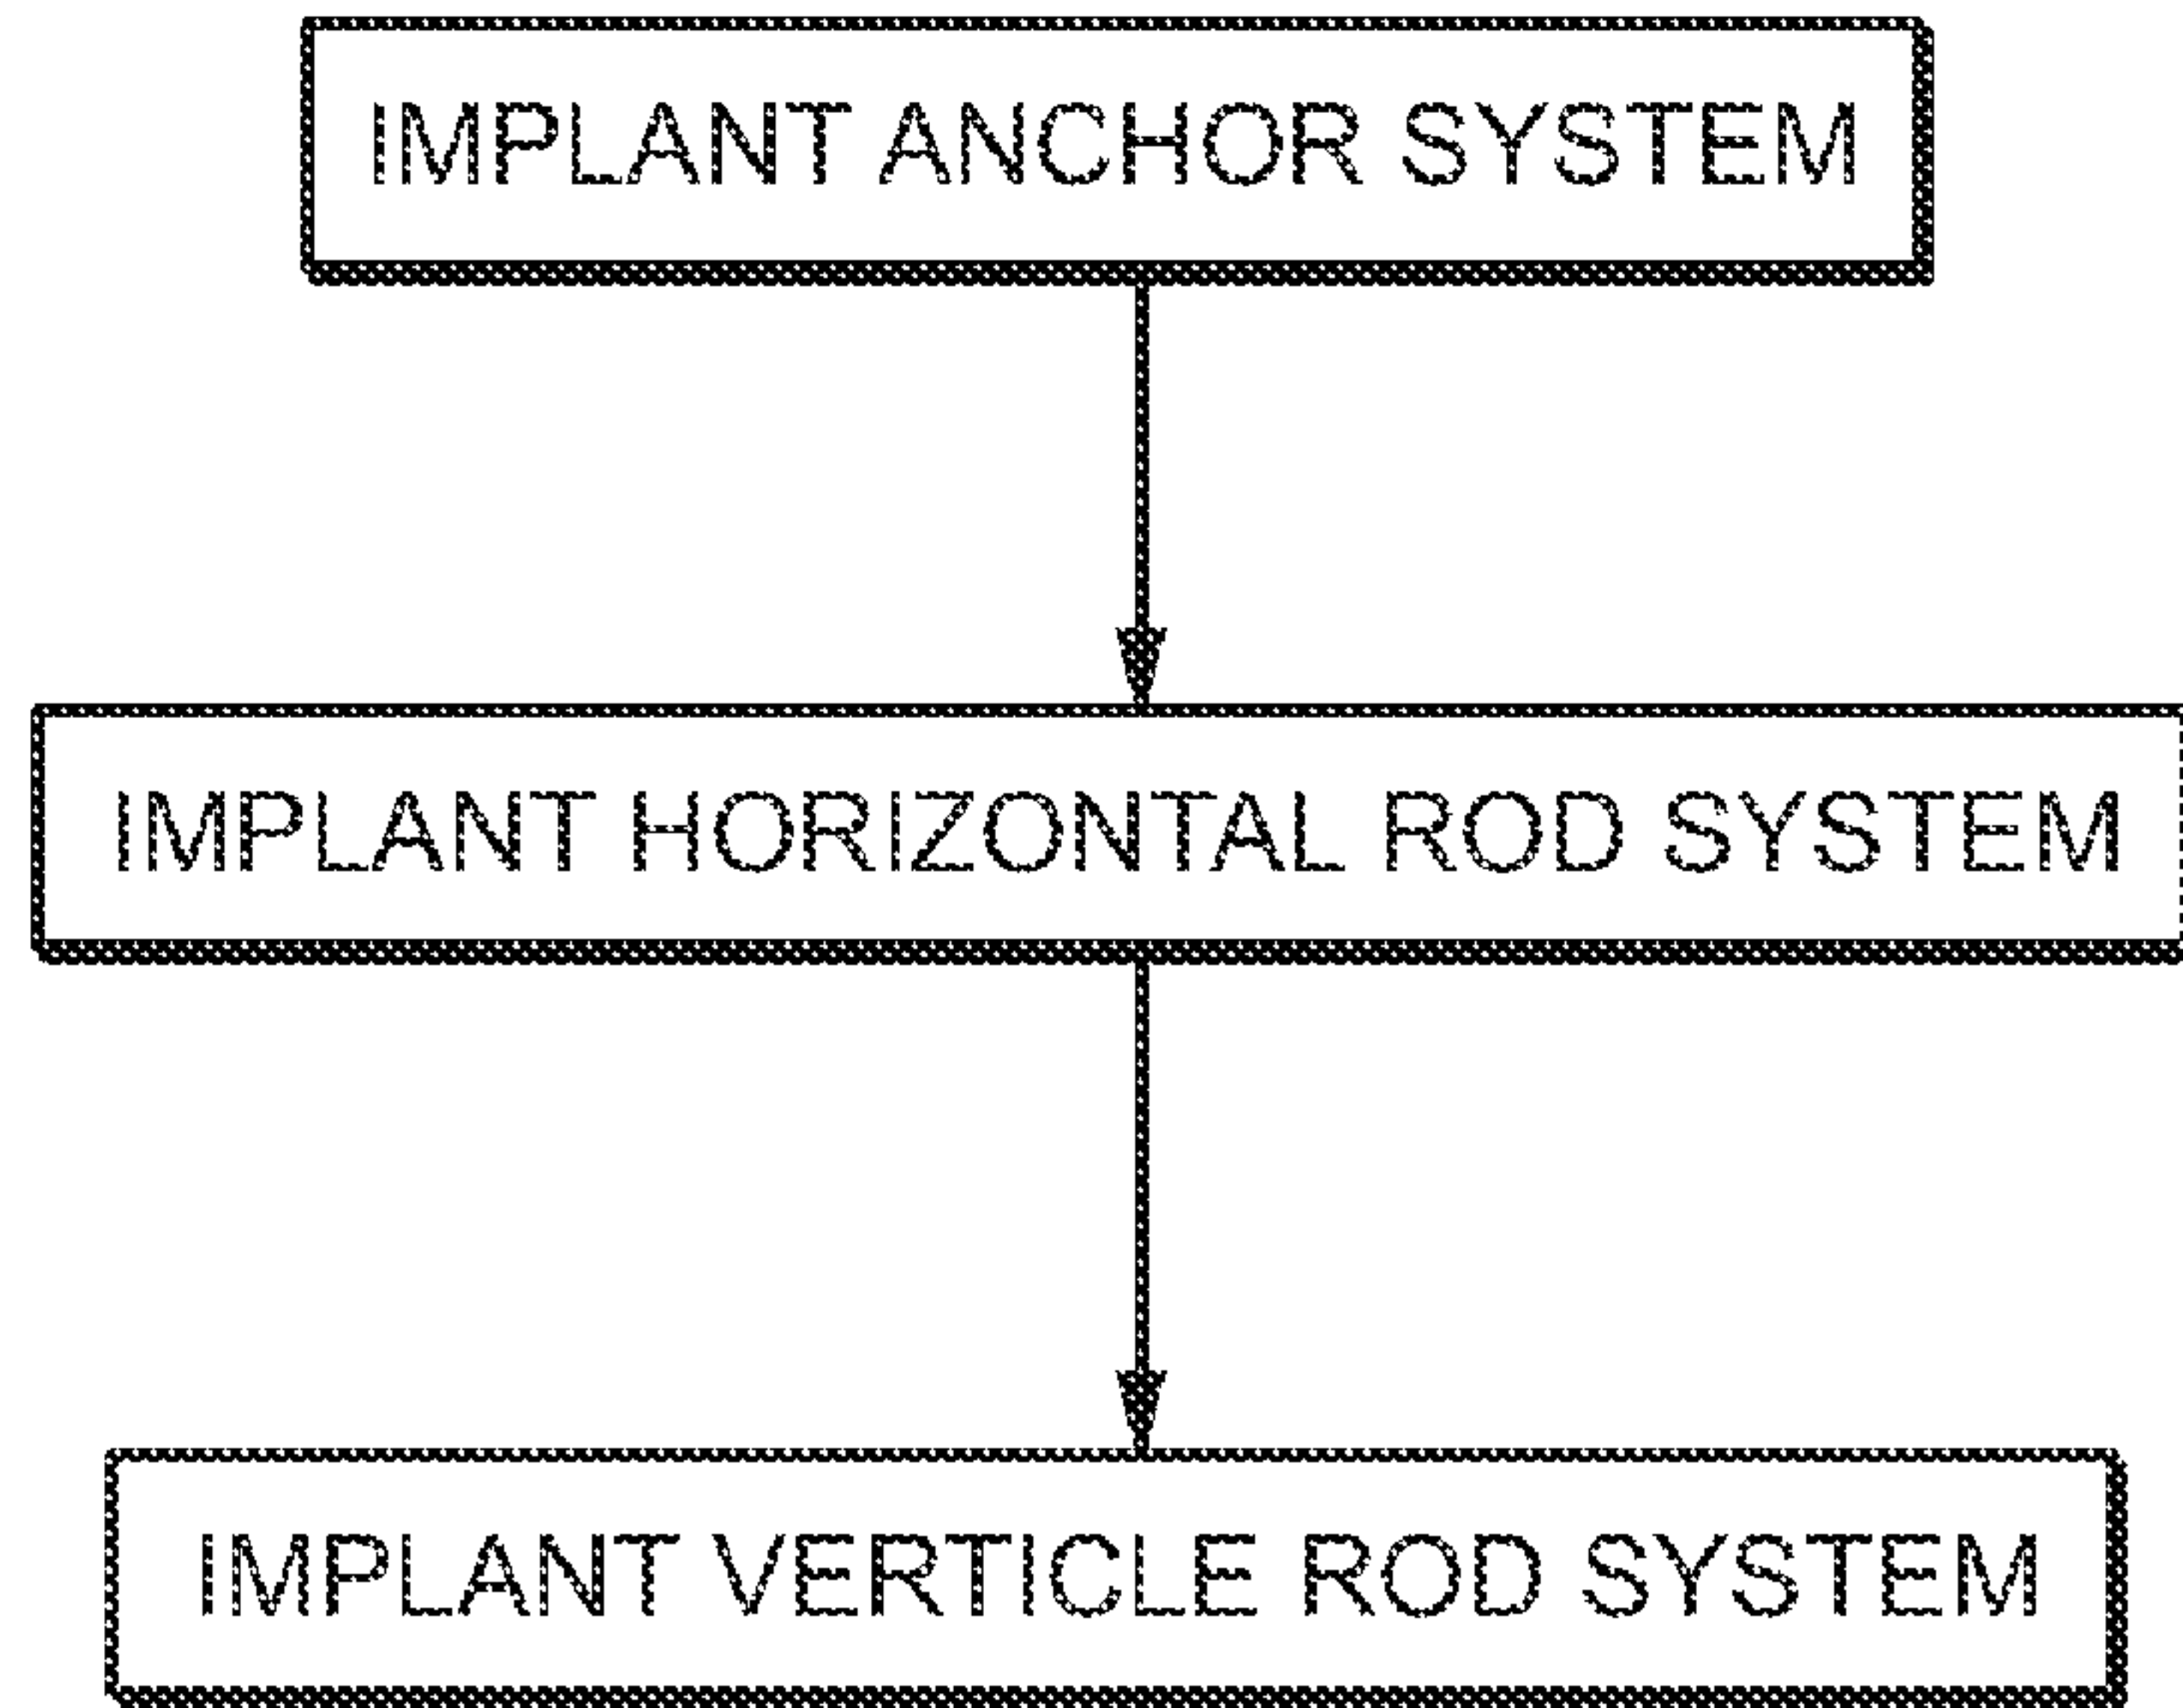 IMPLANT ANCHOR SYSTEM
IMPLANT HORIZONTAL ROD SYSTEM
IMPLANT VERTICLE ROD SYSTEM